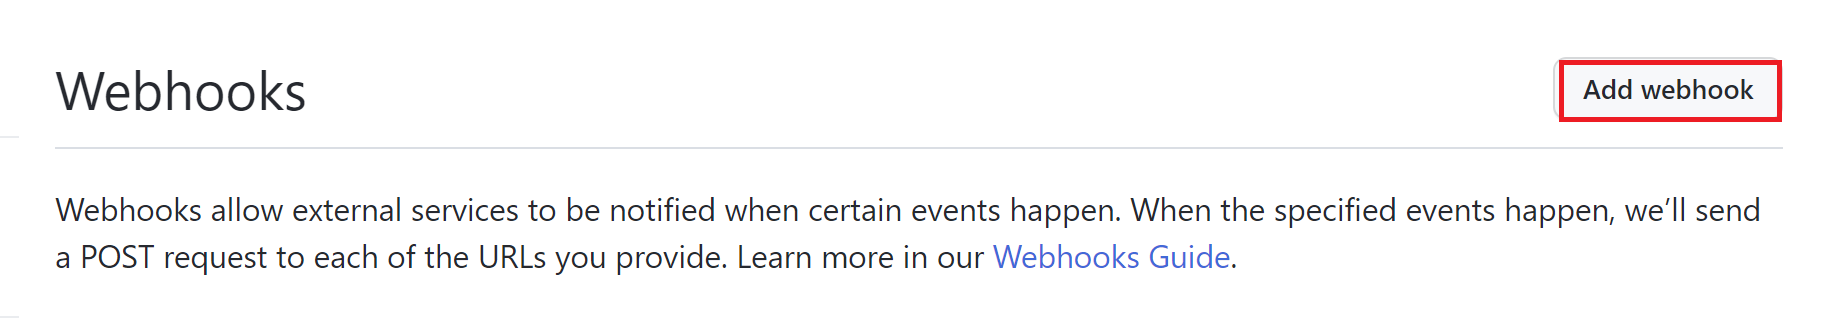 Webhooks
Add webhook
Webhooks allow external services to be notified when certain events happen. When the specified events happen, we’ll send
a POST request to each of the URLs you provide. Learn more in our Webhooks Guide.